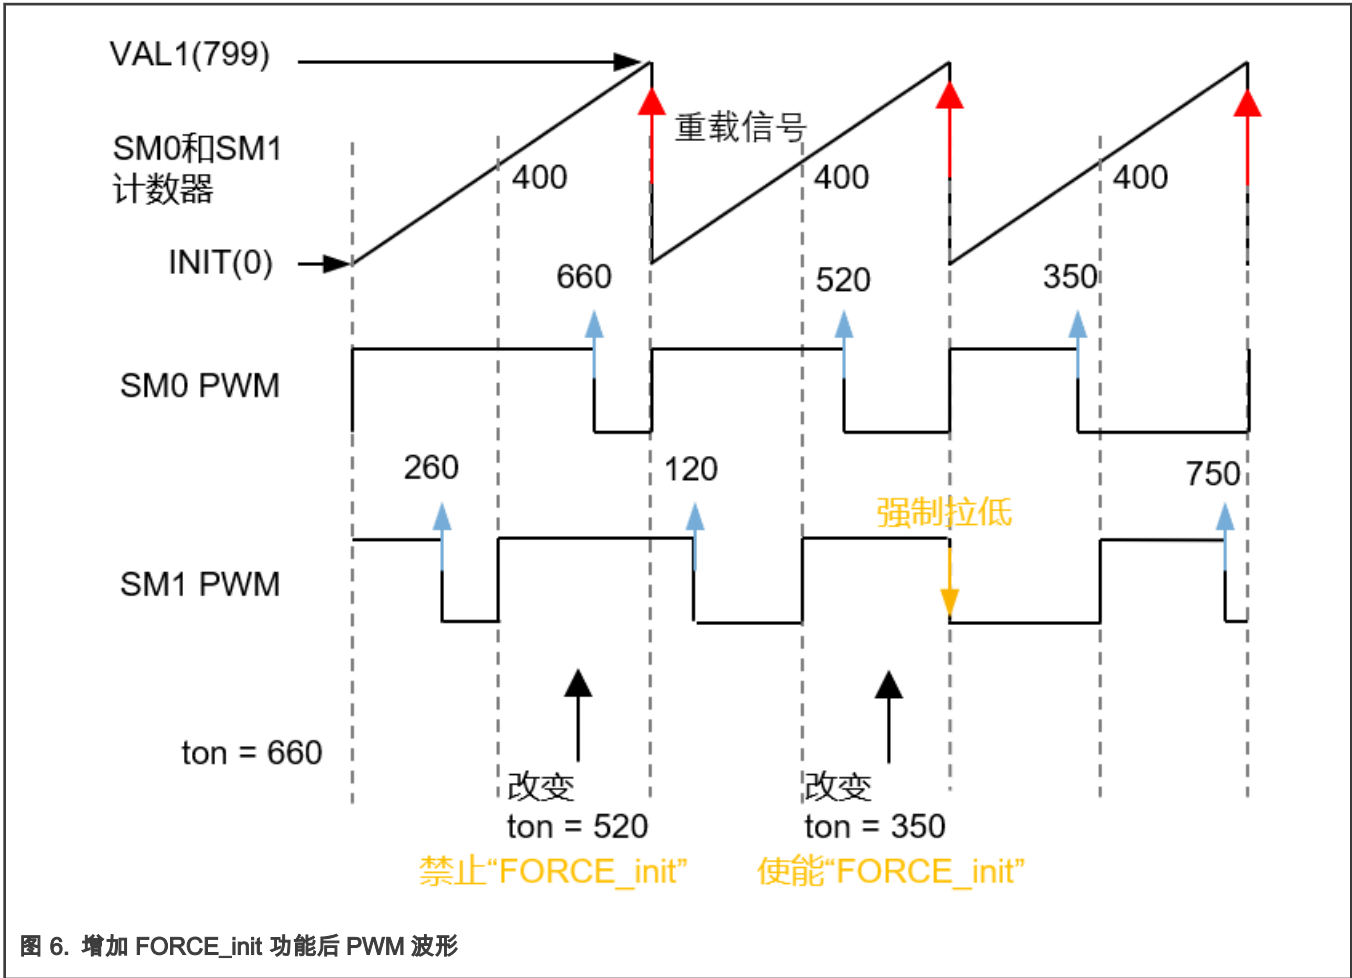 VAL1(799)
重载信号
SM0和SM1
计数器
400
400
400
INIT(0)
660
520
350
SM0 PWM
260
120
750
强制拉低
SM1 PWM
ton = 660
改变
ton = 520
禁止“FORCE_init”
改变
ton = 350
使能“FORCE_init”
图 6. 增加 FORCE_init 功能后 PWM 波形